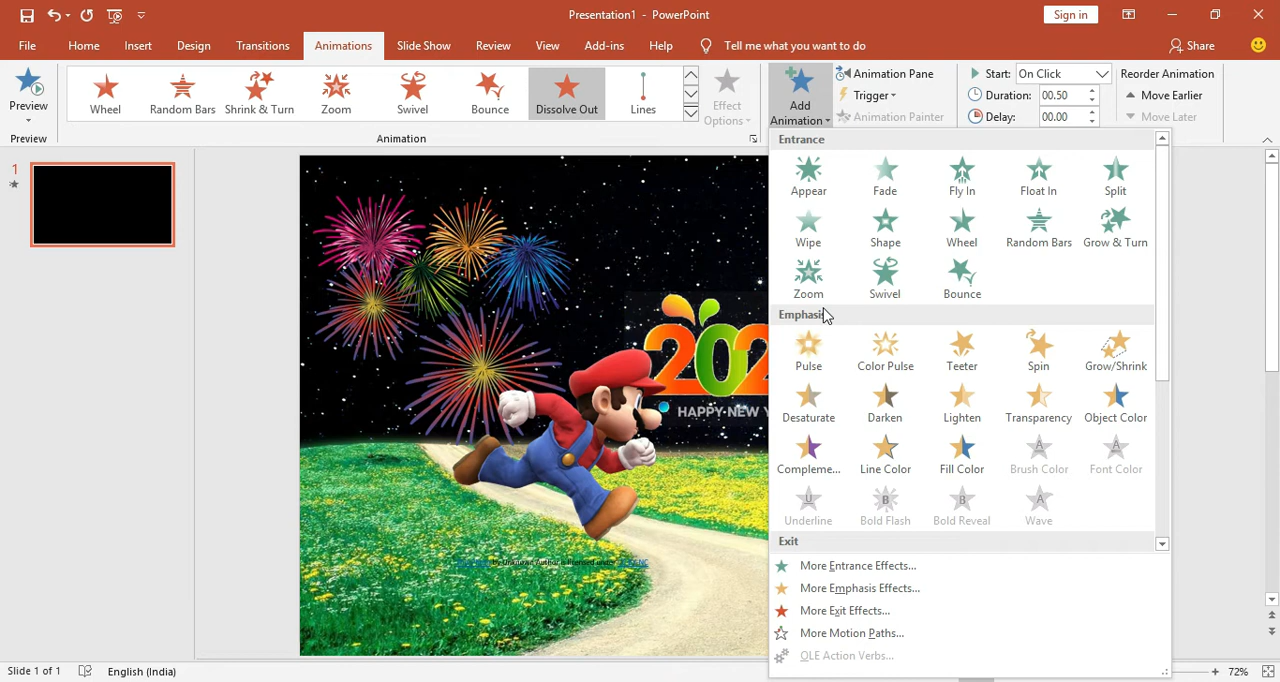 Presentation1 - PowerPoint
Sign in
File Home Insert Design Transitions Animations Slide Show Review View Add-ins Help Tell me what you want to do Share
Preview
Wheel Random Bars Shrink & Turn Zoom Swivel Bounce Dissolve Out Lines
Effect Options
Add Animation
Animation Pane
Trigger
Animation Painter
Start: On Click
Duration: 00.50
Delay: 00.00
Reorder Animation
Move Earlier
Move Later
Preview
Animation
1
Entrance
Appear Fade Fly In Float In Split
Wipe Shape Wheel Random Bars Grow & Turn
Zoom Swivel Bounce
Emphasis
Pulse Color Pulse Teeter Spin Grow/Shrink
Desaturate Darken Lighten Transparency Object Color
Compleme... Line Color Fill Color Brush Color Font Color
Underline Bold Flash Bold Reveal Wave
Exit
More Entrance Effects...
More Emphasis Effects...
More Exit Effects...
More Motion Paths...
OLE Action Verbs...
202
HAPPY NEW Y
by Unknown Author is licensed under
Slide 1 of 1
English (India)
72%